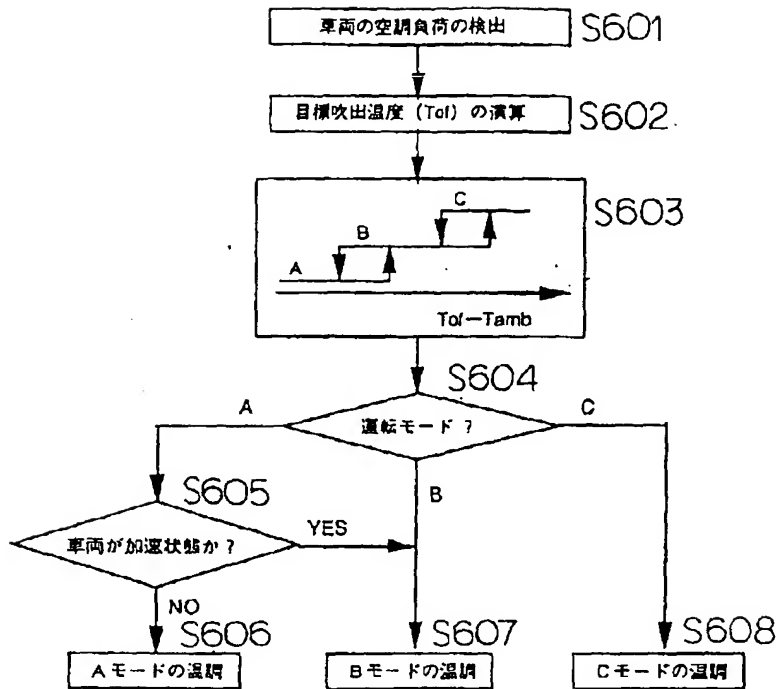 車両の空調負荷の検出
S601
目標吹出温度 (Tof) の演算
S602
S603
C
B
A
Tof－Tamb
S604
A
運転モード ?
C
B
S605
車両が加速状態か ?
YES
NO
S606
S607
S608
Aモードの温調
Bモードの温調
Cモードの温調